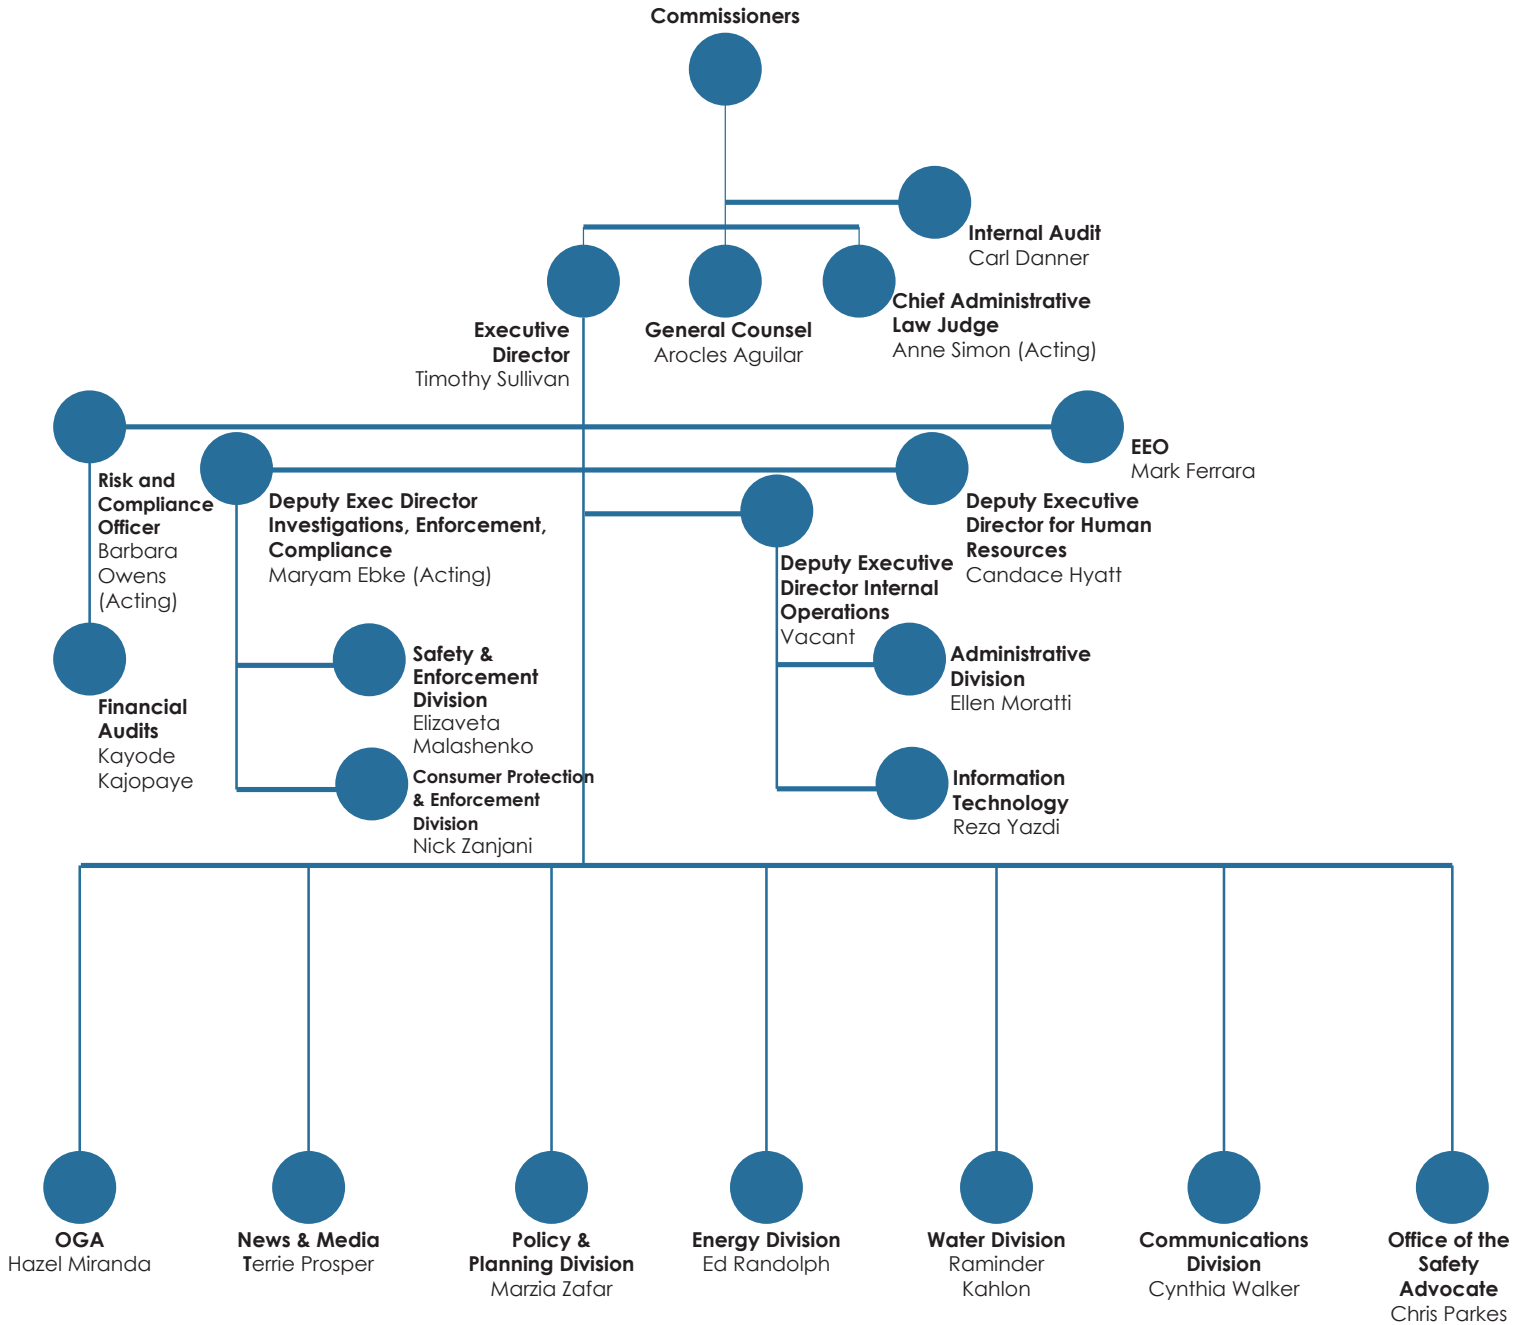 Commissioners
Internal Audit
Carl Danner
Executive
Director
Timothy Sullivan
General Counsel
Arocles Aguilar
Chief Administrative
Law Judge
Anne Simon (Acting)
EEO
Mark Ferrara
Risk and
Compliance
Officer
Barbara
Owens
(Acting)
Deputy Exec Director
Investigations, Enforcement,
Compliance
Maryam Ebke (Acting)
Deputy Executive
Director Internal
Operations
Vacant
Deputy Executive
Director for Human
Resources
Candace Hyatt
Financial
Audits
Kayode
Kajopaye
Safety &
Enforcement
Division
Elizaveta
Malashenko
Consumer Protection
& Enforcement
Division
Nick Zanjani
Administrative
Division
Ellen Moratti
Information
Technology
Reza Yazdi
OGA
Hazel Miranda
News & Media
Terrie Prosper
Policy &
Planning Division
Marzia Zafar
Energy Division
Ed Randolph
Water Division
Raminder
Kahlon
Communications
Division
Cynthia Walker
Office of the
Safety
Advocate
Chris Parkes